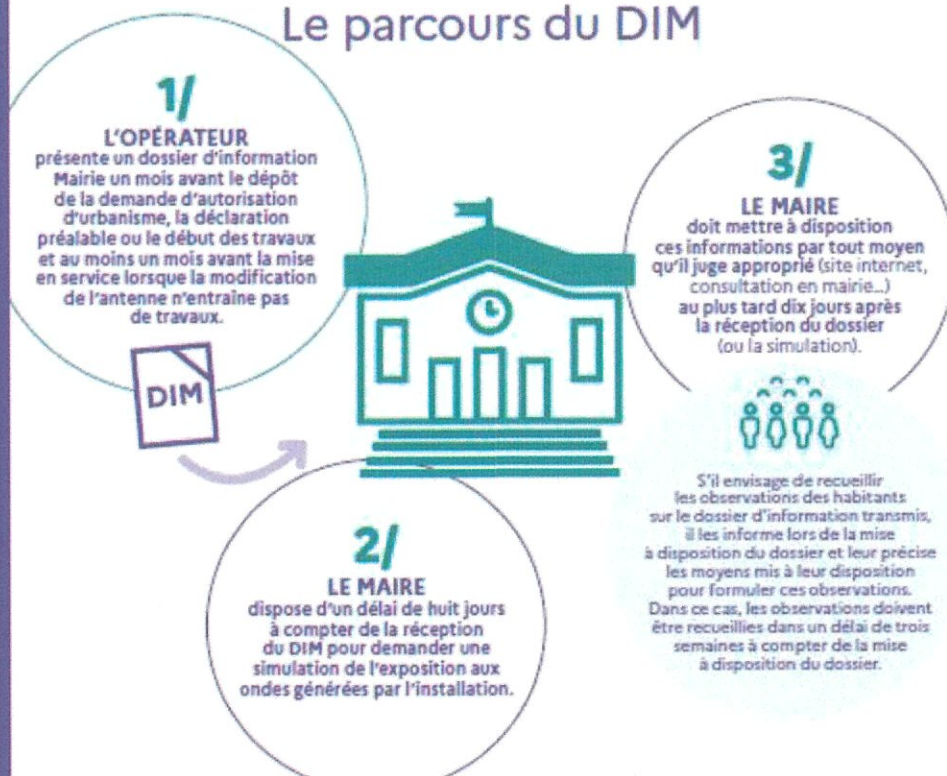 Le parcours du DIM
1/
L'OPÉRATEUR
présente un dossier d'information
Mairie un mois avant le dépôt
de la demande d'autorisation
d'urbanisme, la déclaration
préalable ou le début des travaux
et au moins un mois avant la mise
en service lorsque la modification
de l'antenne n'entraîne pas
de travaux.
DIM
2/
LE MAIRE
dispose d'un délai de huit jours
à compter de la réception
du DIM pour demander une
simulation de l'exposition aux
ondes générées par l'installation.
3/
LE MAIRE
doit mettre à disposition
ces informations par tout moyen
qu'il juge approprié (site internet,
consultation en mairie...)
au plus tard dix jours après
la réception du dossier
(ou la simulation).
S'il envisage de recueillir
les observations des habitants
sur le dossier d'information transmis,
il les informe lors de la mise
à disposition du dossier et leur précise
les moyens mis à leur disposition
pour formuler ces observations.
Dans ce cas, les observations doivent
être recueillies dans un délai de trois
semaines à compter de la mise
à disposition du dossier.